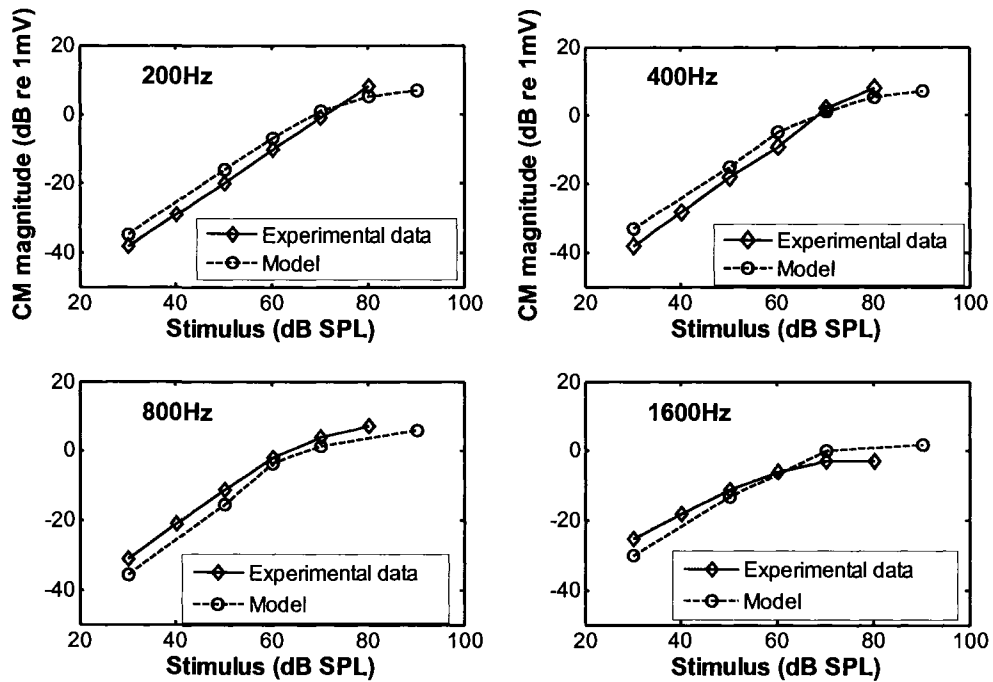 CM magnitude (dB re 1mV)
20
0
-20
-40
200Hz
Experimental data
Model
20
40
60
80
100
Stimulus (dB SPL)
CM magnitude (dB re 1mV)
20
0
-20
-40
400Hz
Experimental data
Model
20
40
60
80
100
Stimulus (dB SPL)
20
0
-20
-40
800Hz
Experimental data
Model
20
40
60
80
100
Stimulus (dB SPL)
20
0
-20
-40
1600Hz
Experimental data
Model
20
40
60
80
100
Stimulus (dB SPL)